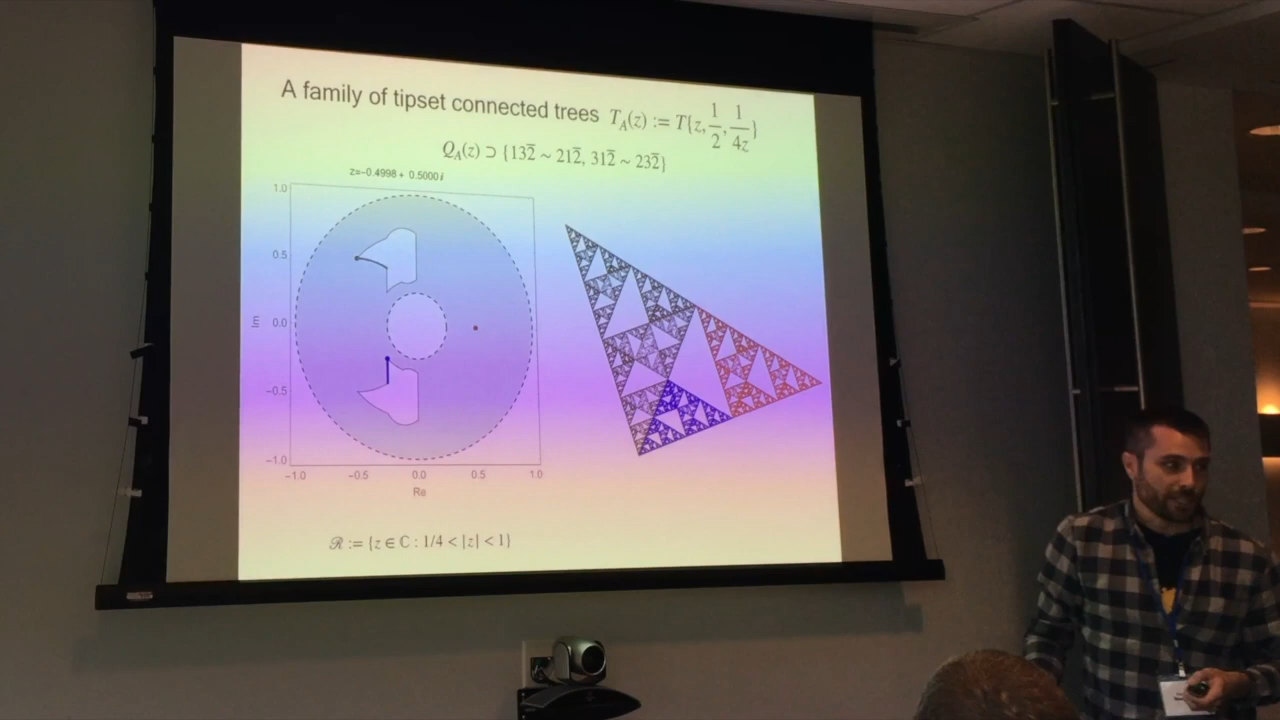 A family of tipset connected trees T_A(z) := T{z, 1/2, 1/4z}
Q_A(z) ⊃ {132̅ ~ 212̅, 312̅ ~ 232̅}
z=-0.4998 + 0.5000 i
1.0
0.5
Im
0.0
-0.5
-1.0
-1.0 -0.5 0.0 0.5 1.0
Re
ℛ := {z ∈ ℂ : 1/4 < |z| < 1}